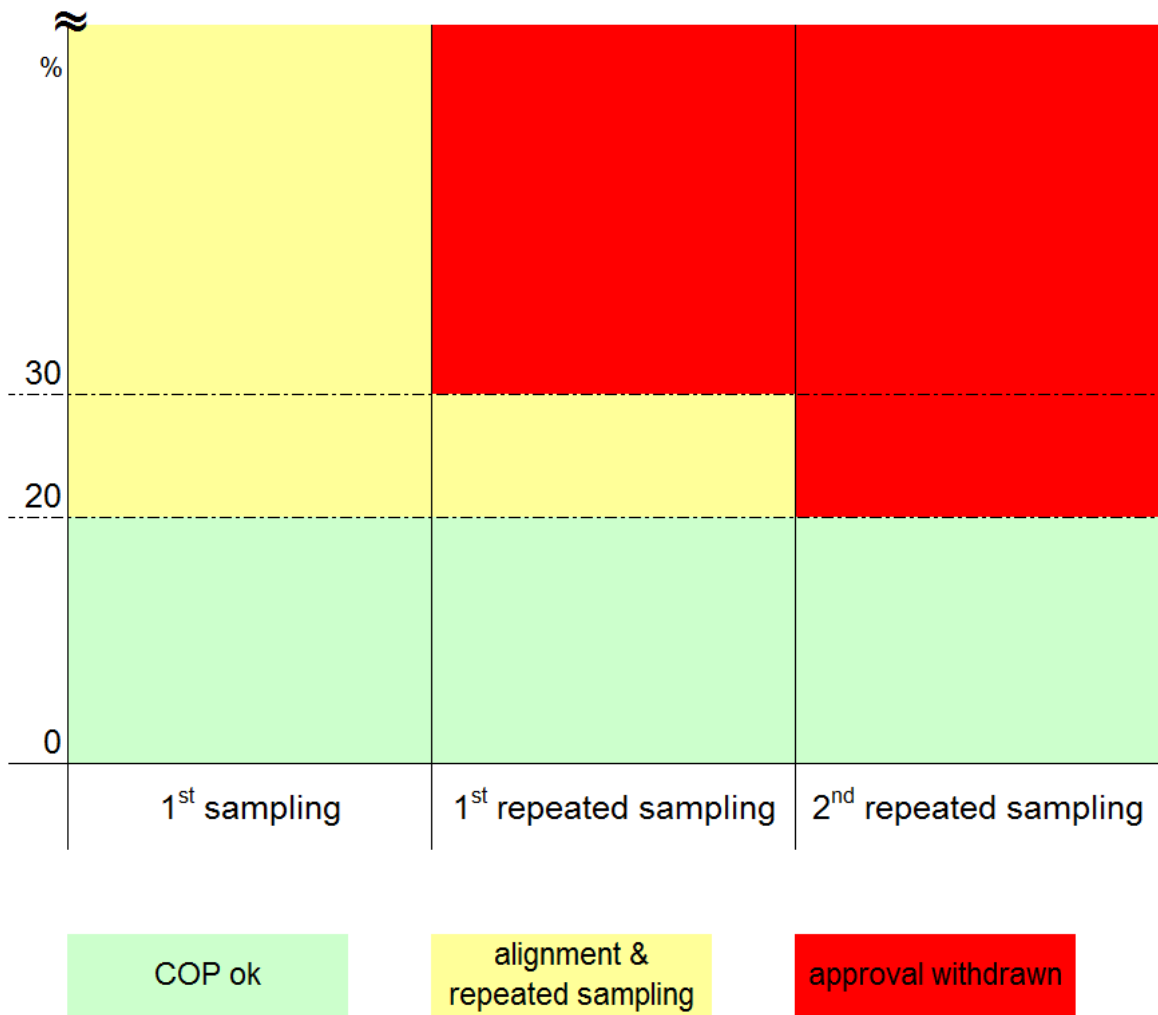 %
30
20
0
1st sampling
1st repeated sampling
2nd repeated sampling
COP ok
alignment &
repeated sampling
approval withdrawn